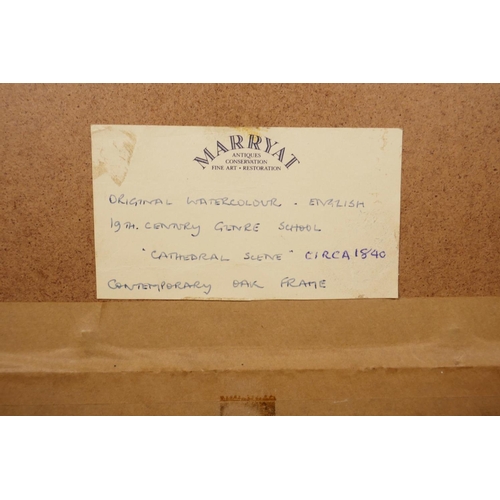 MARRYAT
ANTIQUES
CONSERVATION
FINE ART • RESTORATION
ORIGINAL WATERCOLOUR . ENGLISH
19TH. CENTURY GENRE SCHOOL
"CATHEDRAL SCENE" CIRCA 1840
CONTEMPORARY OAK FRAME